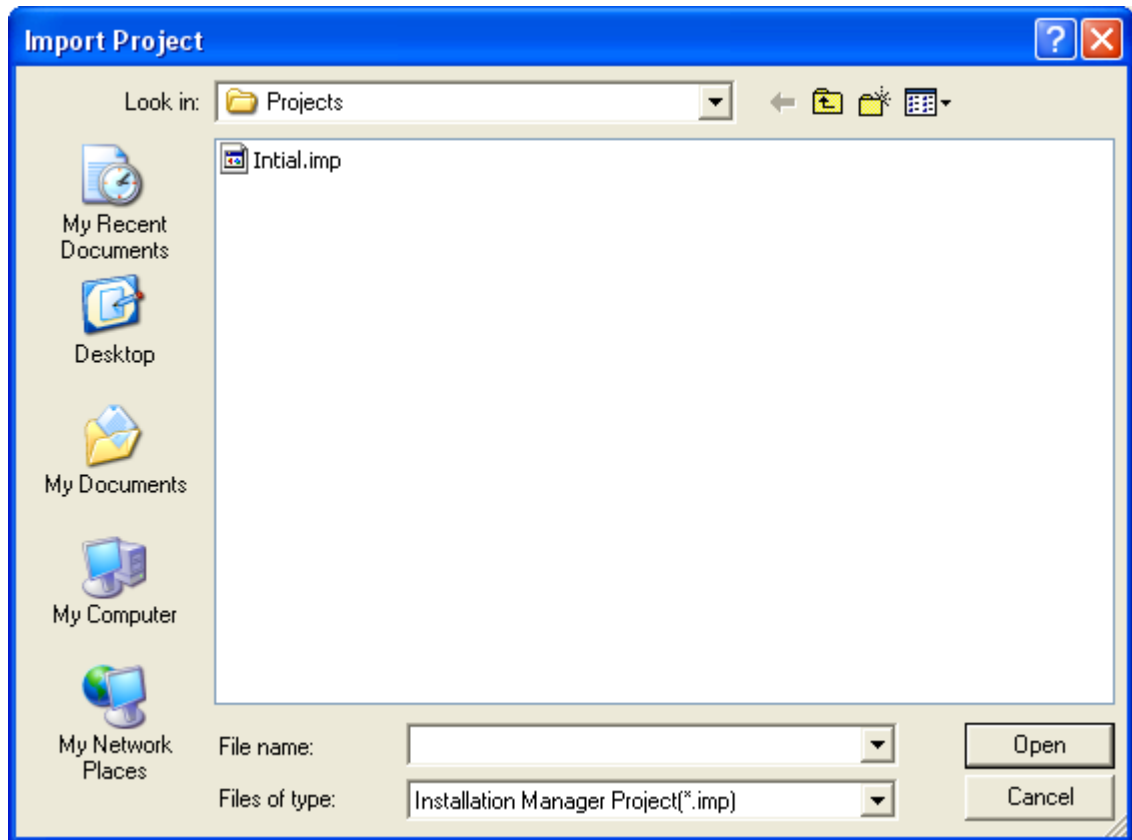 Import Project
Look in: Projects
Intial.imp
My Recent
Documents
Desktop
My Documents
My Computer
My Network
Places
File name:
Open
Files of type: Installation Manager Project(*.imp)
Cancel